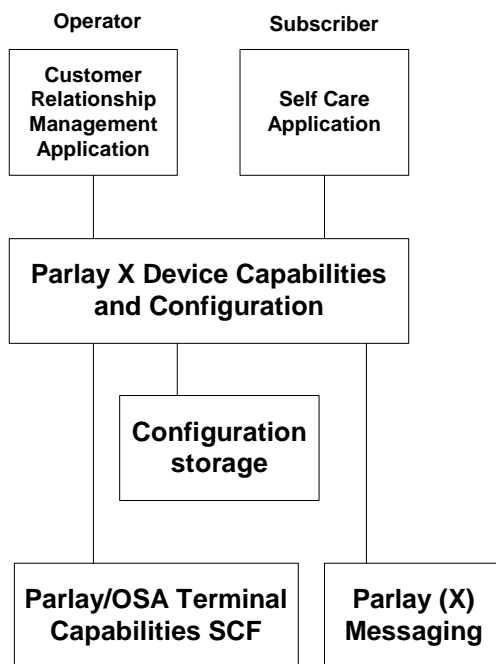 Operator
Subscriber
Customer
Relationship
Management
Application
Self Care
Application
Parlay X Device Capabilities
and Configuration
Configuration
storage
Parlay/OSA Terminal
Capabilities SCF
Parlay (X)
Messaging